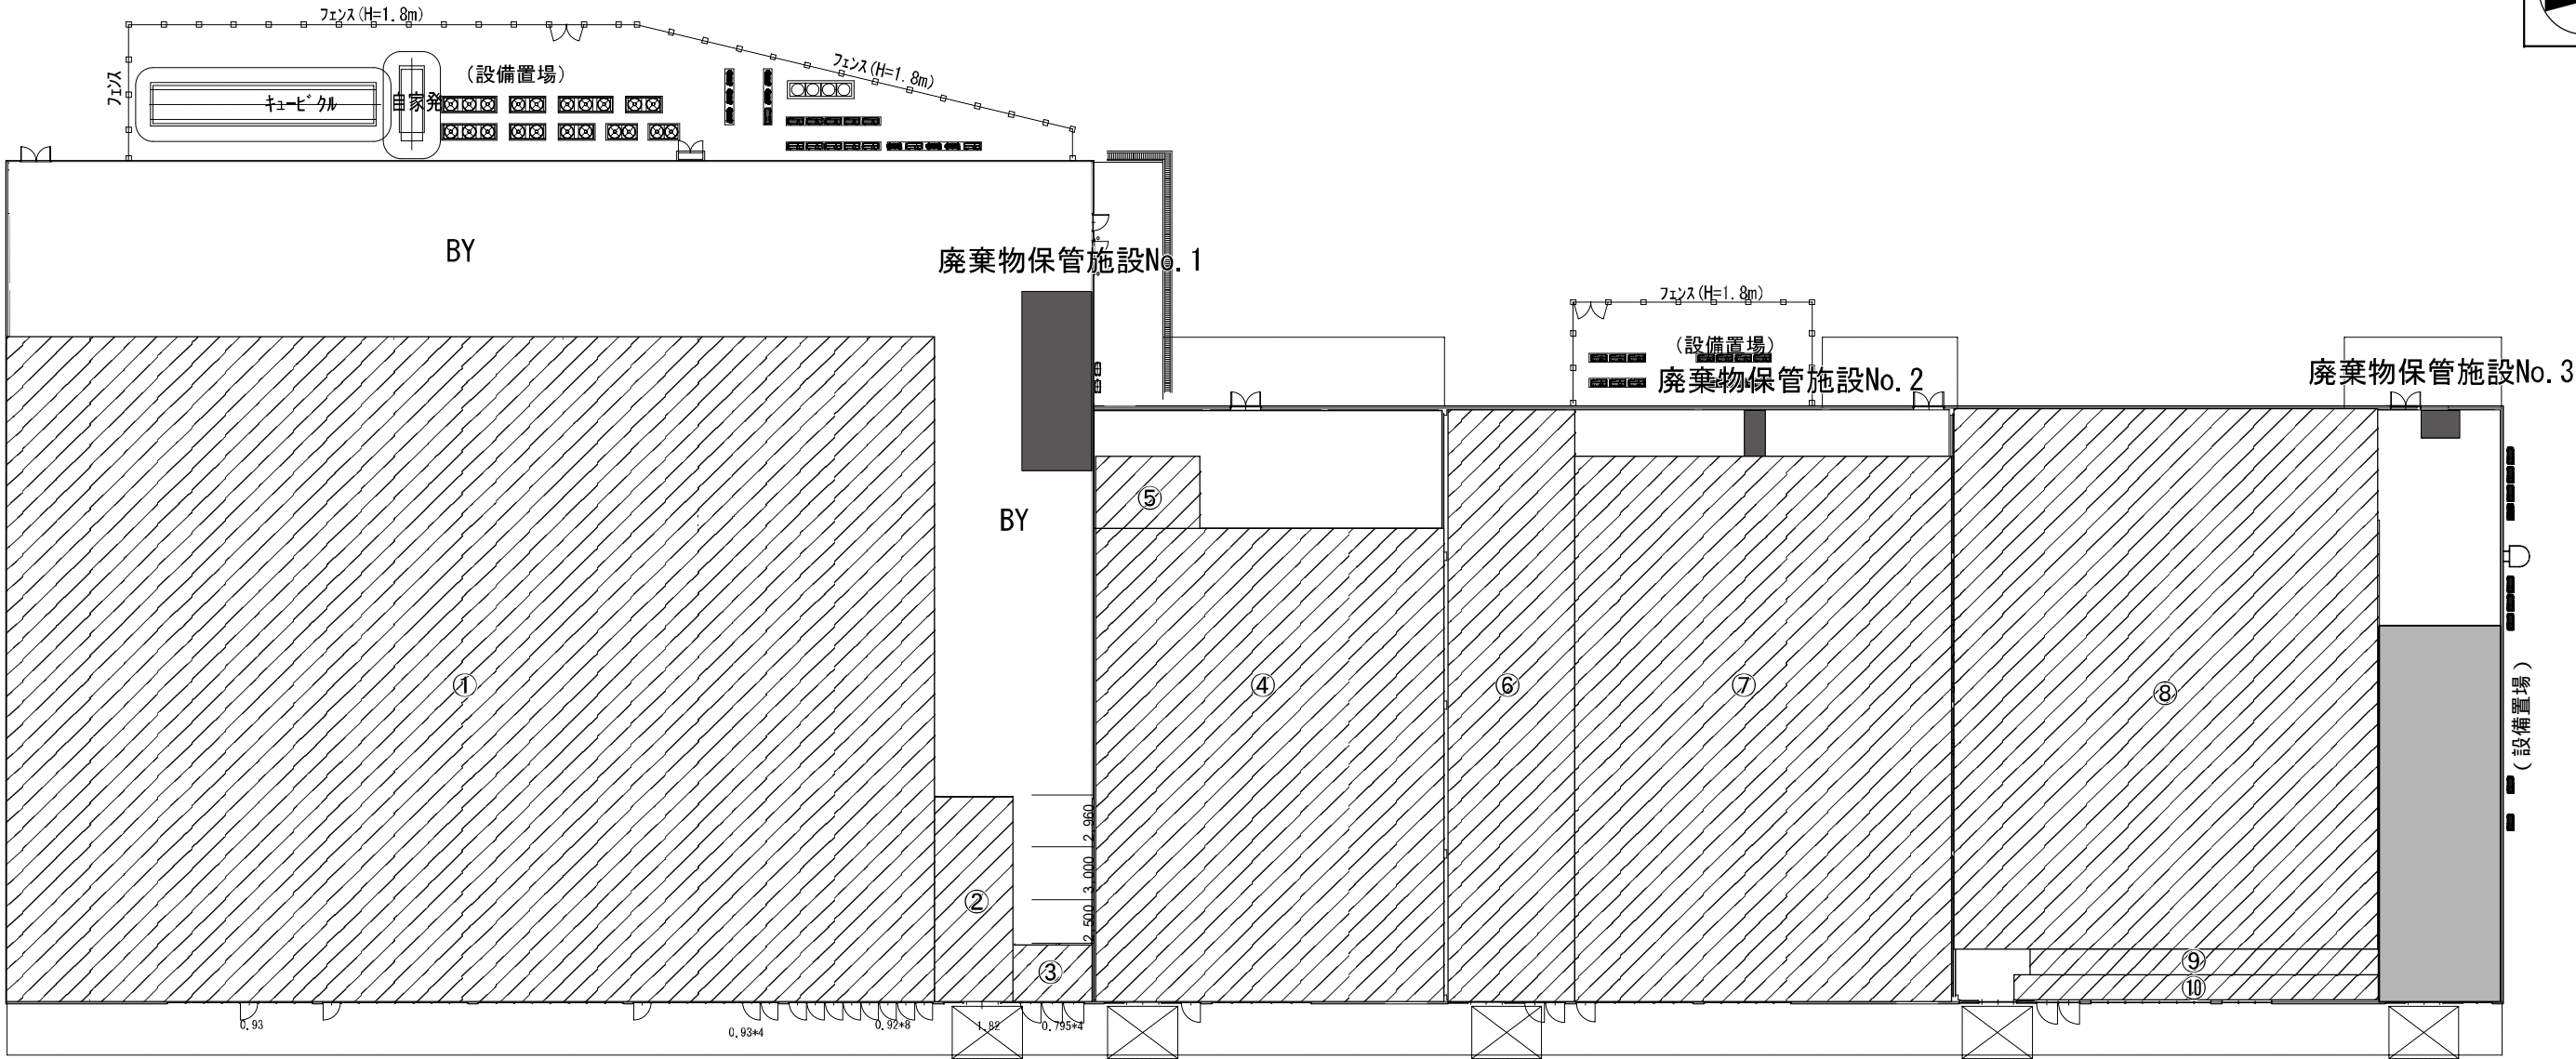 フェンス(H=1.8m)
フェンス
キュービクル
自家発
(設備置場)
フェンス(H=1.8m)
BY
廃棄物保管施設No.1
フェンス(H=1.8m)
(設備置場)
廃棄物保管施設No.2
廃棄物保管施設No.3
⑤
BY
①
④
⑥
⑦
⑧
(設備置場)
2,960
3,000
2,500
②
③
⑨
⑩
0.93
0.93*4
0.92*8
1.82
0.795*4